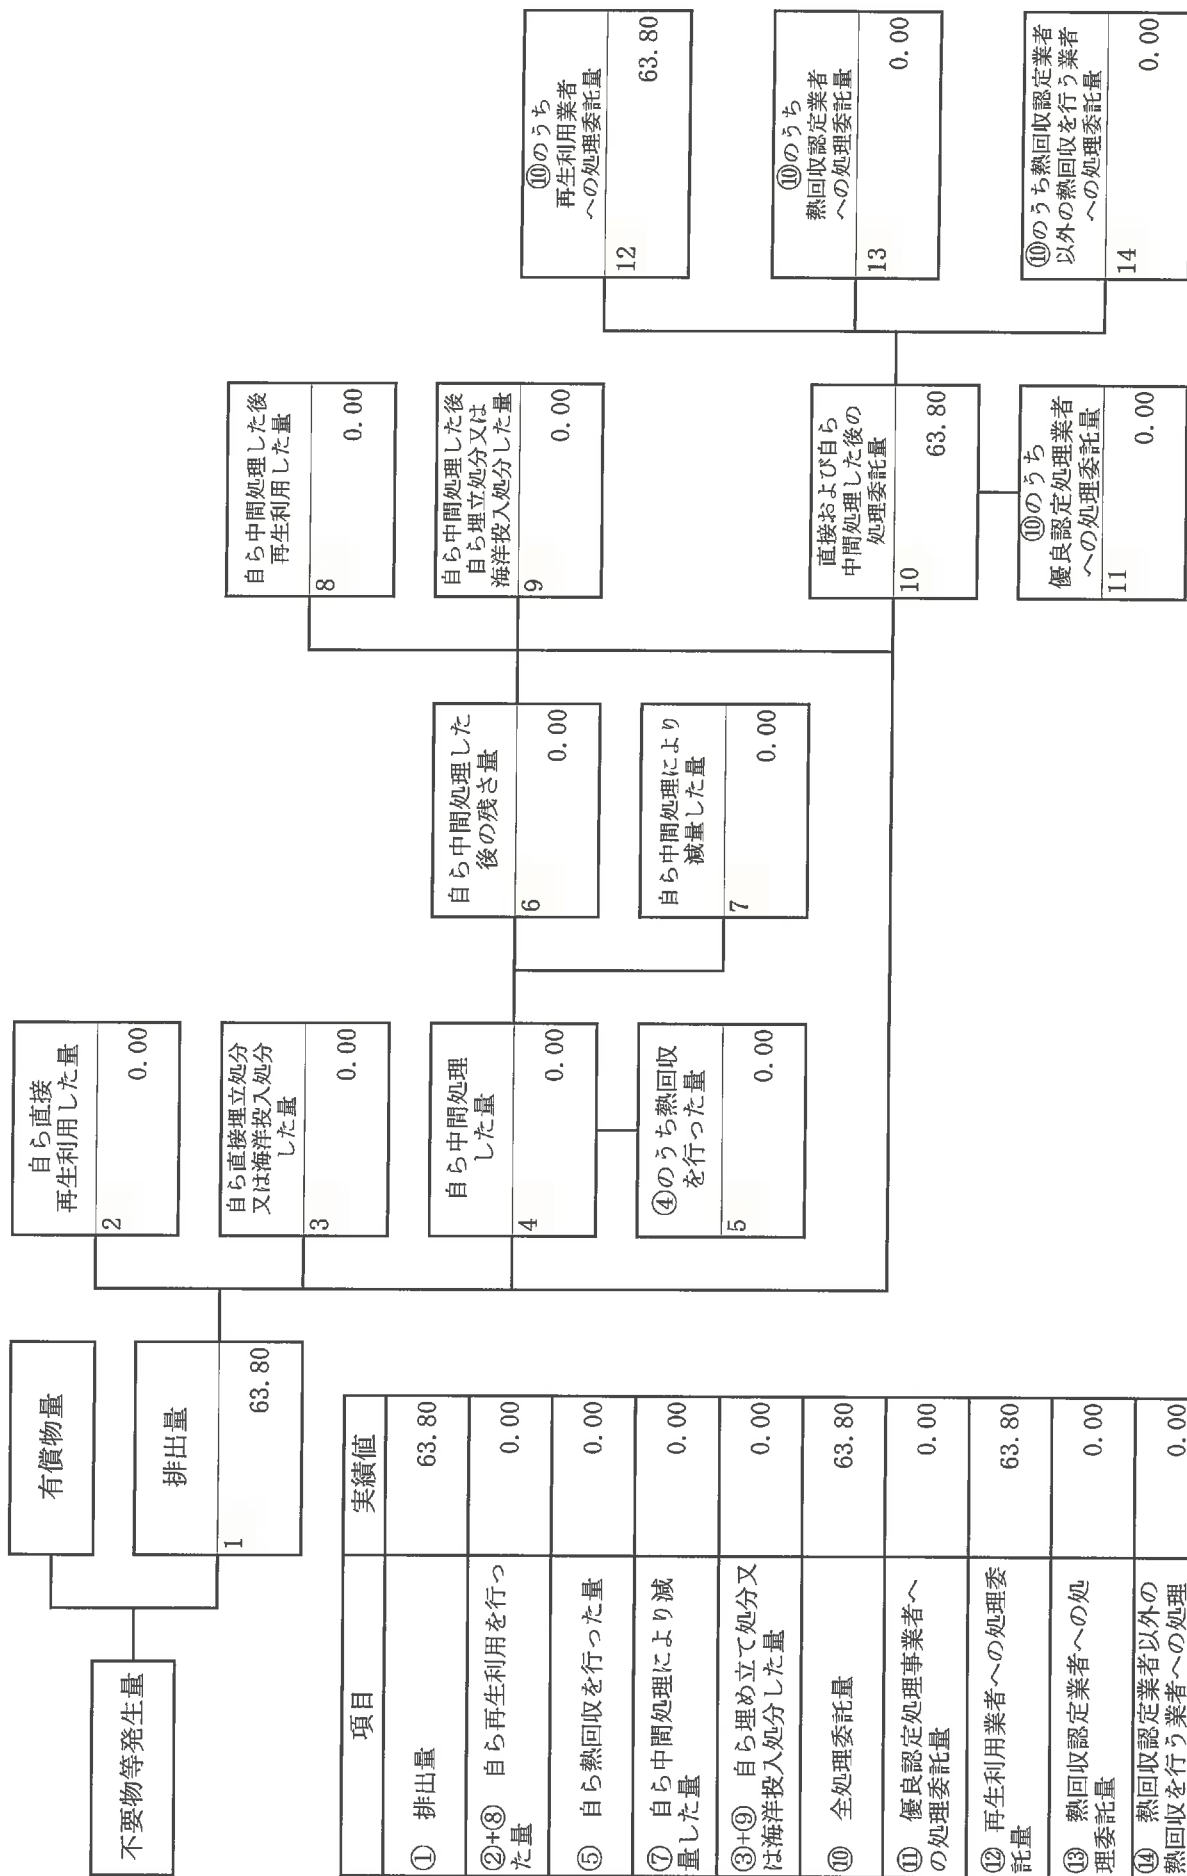 不要物等発生量
有償物量
排出量
1
63.80
自ら直接
再生利用した量
2
0.00
自ら直接埋立処分
又は海洋投入処分
した量
3
0.00
自ら中間処理
した量
4
0.00
④のうち熱回収
を行った量
5
0.00
自ら中間処理した
後の残さ量
6
0.00
自ら中間処理により
減量した量
7
0.00
自ら中間処理した後
再生利用した量
8
0.00
自ら中間処理した後
自ら埋立処分又は
海洋投入処分した量
9
0.00
直接および自ら
中間処理した後の
処理委託量
10
63.80
⑩のうち
優良認定処理業者
への処理委託量
11
0.00
⑩のうち
再生利用業者
への処理委託量
12
63.80
⑩のうち
熱回収認定業者
への処理委託量
13
0.00
⑩のうち熱回収認定業者
以外の熱回収を行う業者
への処理委託量
14
0.00
項目 実績値
① 排出量 63.80
②+⑧ 自ら再生利用を行っ
た量 0.00
⑤ 自ら熱回収を行った量 0.00
⑦ 自ら中間処理により減
量した量 0.00
③+⑨ 自ら埋め立て処分又
は海洋投入処分した量 0.00
⑩ 全処理委託量 63.80
⑪ 優良認定処理事業者へ
の処理委託量 0.00
⑫ 再生利用業者への処理委
託量 63.80
⑬ 熱回収認定業者への処
理委託量 0.00
⑭ 熱回収認定業者以外の
熱回収を行う業者への処理 0.00